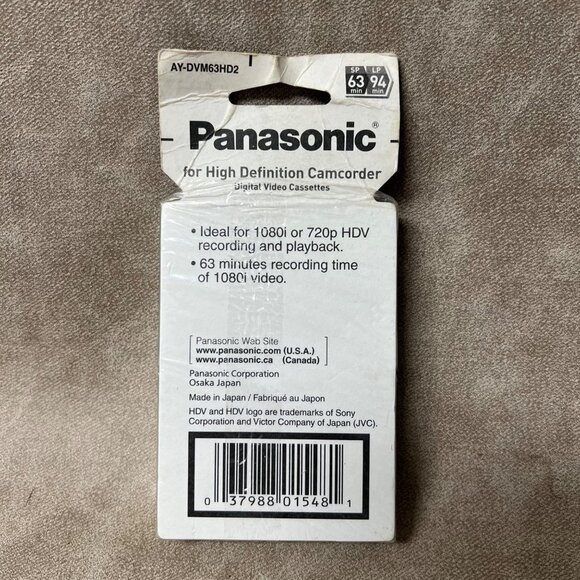 AY-DVM63HD2
SP LP
63 94
min min
Panasonic®
for High Definition Camcorder
Digital Video Cassettes
• Ideal for 1080i or 720p HDV
recording and playback.
• 63 minutes recording time
of 1080i video.
Panasonic Web Site
www.panasonic.com (U.S.A.)
www.panasonic.ca (Canada)
Panasonic Corporation
Osaka Japan
Made in Japan / Fabriqué au Japon
HDV and HDV logo are trademarks of Sony
Corporation and Victor Company of Japan (JVC).
0 37988 01548 1